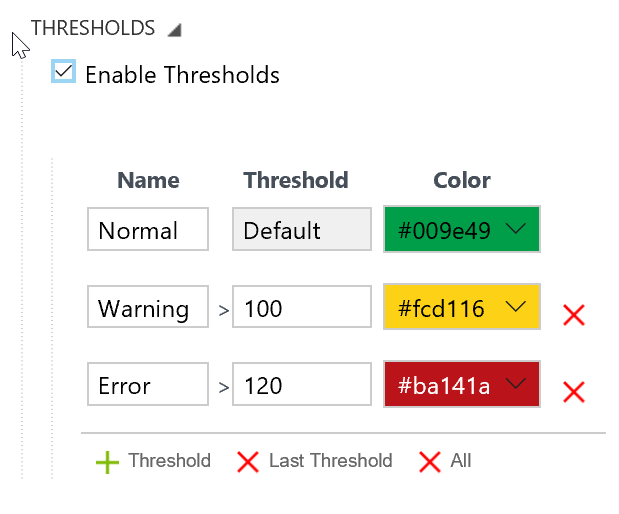 THRESHOLDS
Enable Thresholds
Name Threshold Color
Normal Default #009e49
Warning > 100 #fcd116
Error > 120 #ba141a
Threshold Last Threshold All